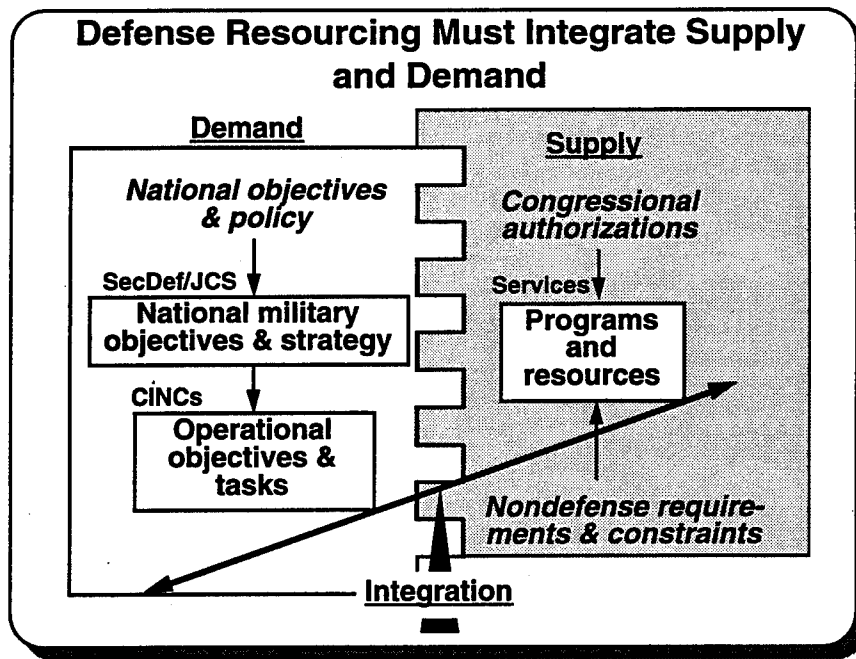 Defense Resourcing Must Integrate Supply
and Demand
Demand
National objectives
& policy
SecDef/JCS
National military
objectives & strategy
CINCs
Operational
objectives &
tasks
Supply
Congressional
authorizations
Services
Programs
and
resources
Nondefense require-
ments & constraints
Integration